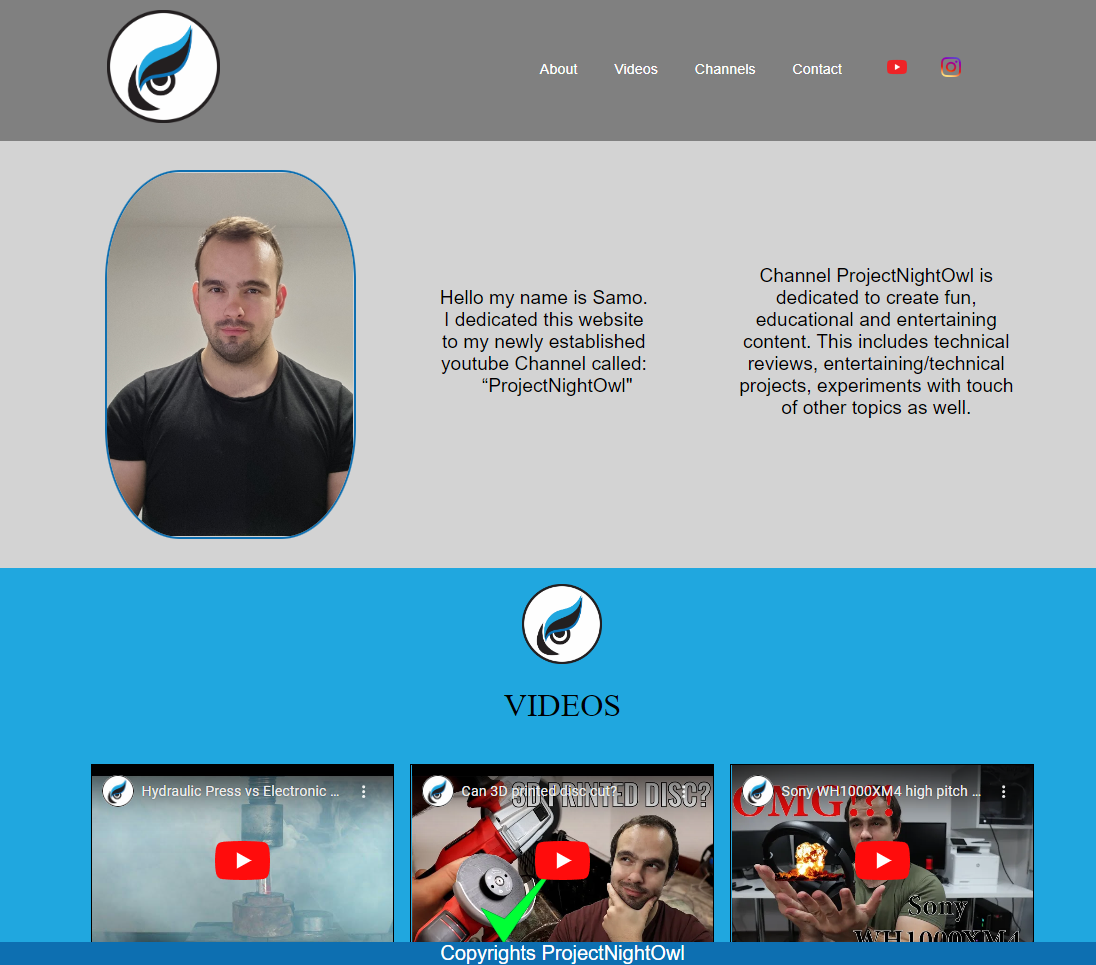 About Videos Channels Contact
Hello my name is Samo.
I dedicated this website
to my newly established
youtube Channel called:
“ProjectNightOwl"
Channel ProjectNightOwl is
dedicated to create fun,
educational and entertaining
content. This includes technical
reviews, entertaining/technical
projects, experiments with touch
of other topics as well.
VIDEOS
Hydraulic Press vs Electronic ...
Can 3D printed disc cut?
3D PRINTED DISC?
Sony WH1000XM4 high pitch ...
OMG!?!
Sony
WH1000XM4
Copyrights ProjectNightOwl